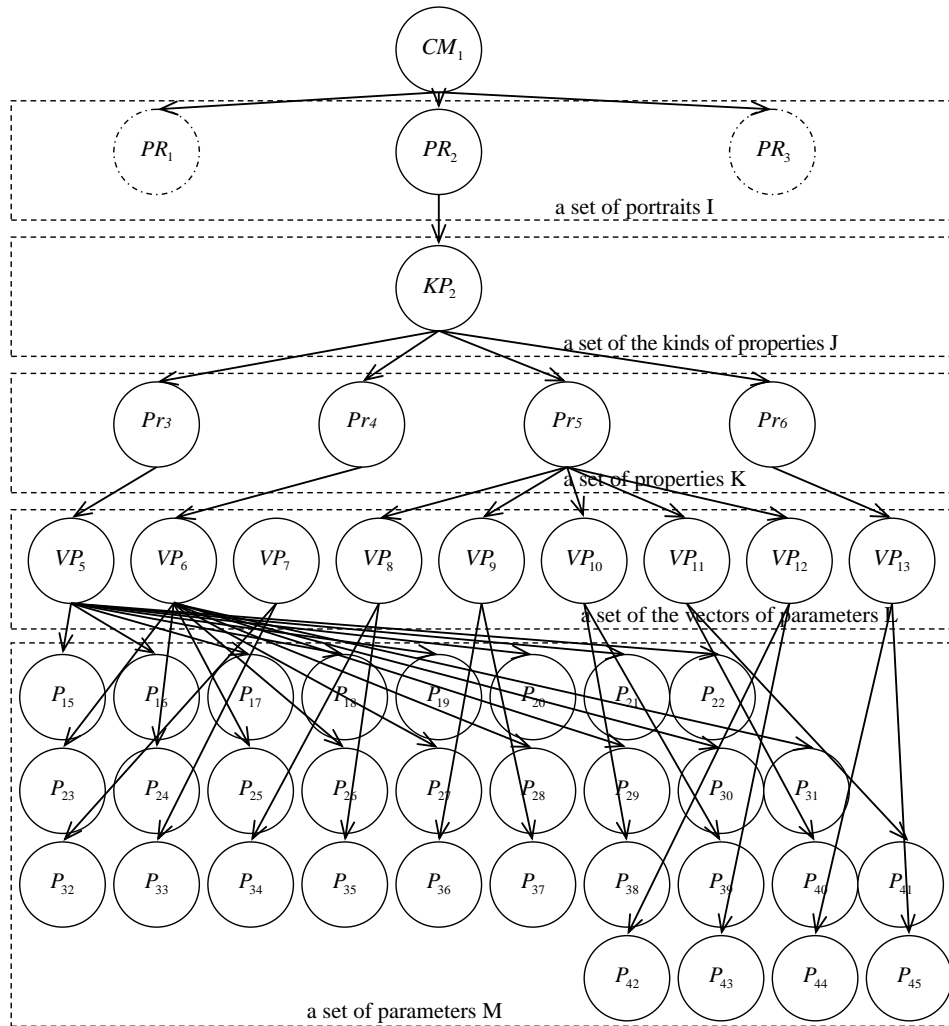 CM₁
PR₁ PR₂ PR₃
a set of portraits I
KP₂
a set of the kinds of properties J
Pr₃ Pr₄ Pr₅ Pr₆
a set of properties K
VP₅ VP₆ VP₇ VP₈ VP₉ VP₁₀ VP₁₁ VP₁₂ VP₁₃
a set of the vectors of parameters L
P₁₅ P₁₆ P₁₇ P₁₈ P₁₉ P₂₀ P₂₁ P₂₂
P₂₃ P₂₄ P₂₅ P₂₆ P₂₇ P₂₈ P₂₉ P₃₀ P₃₁
P₃₂ P₃₃ P₃₄ P₃₅ P₃₆ P₃₇ P₃₈ P₃₉ P₄₀ P₄₁
P₄₂ P₄₃ P₄₄ P₄₅
a set of parameters M